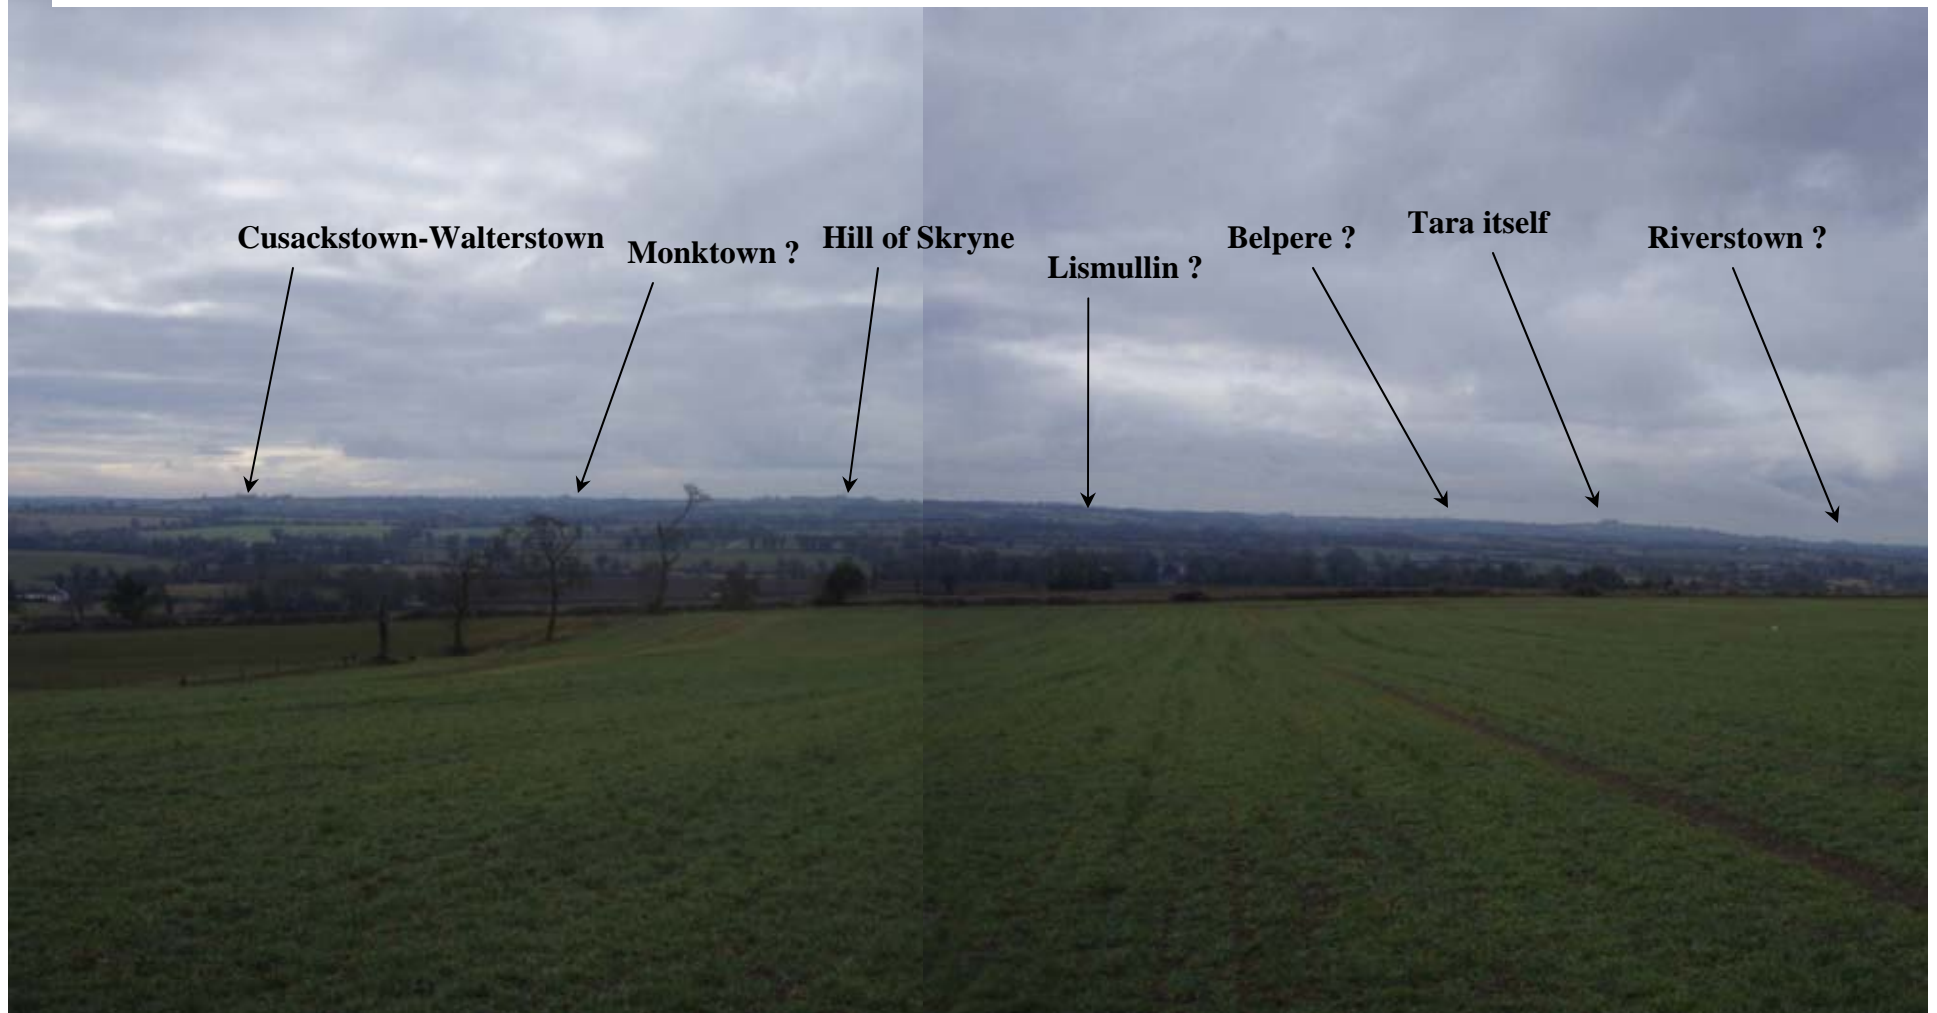 Cusackstown-Walterstown
Monktown ?
Hill of Skryne
Lismullin ?
Belpere ?
Tara itself
Riverstown ?